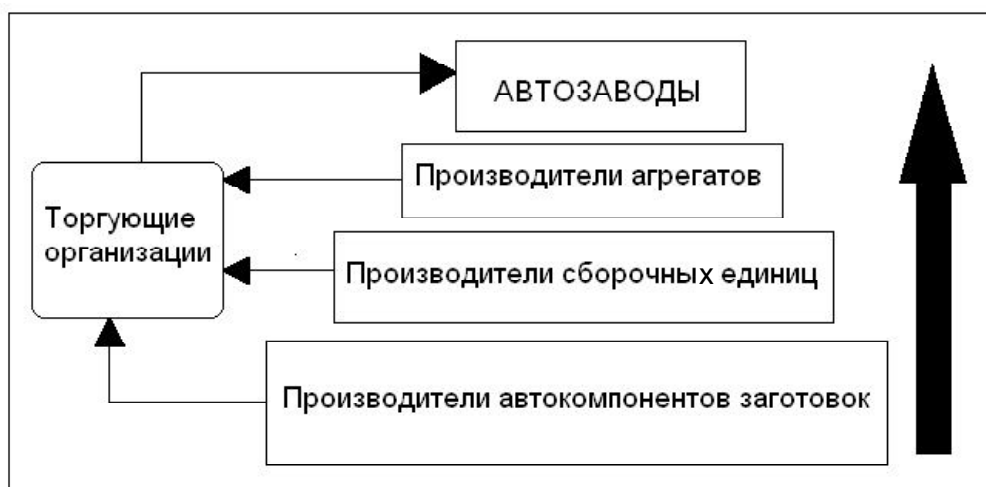 АВТОЗАВОДЫ
Производители агрегатов
Торгующие
организации
Производители сборочных единиц
Производители автокомпонентов заготовок